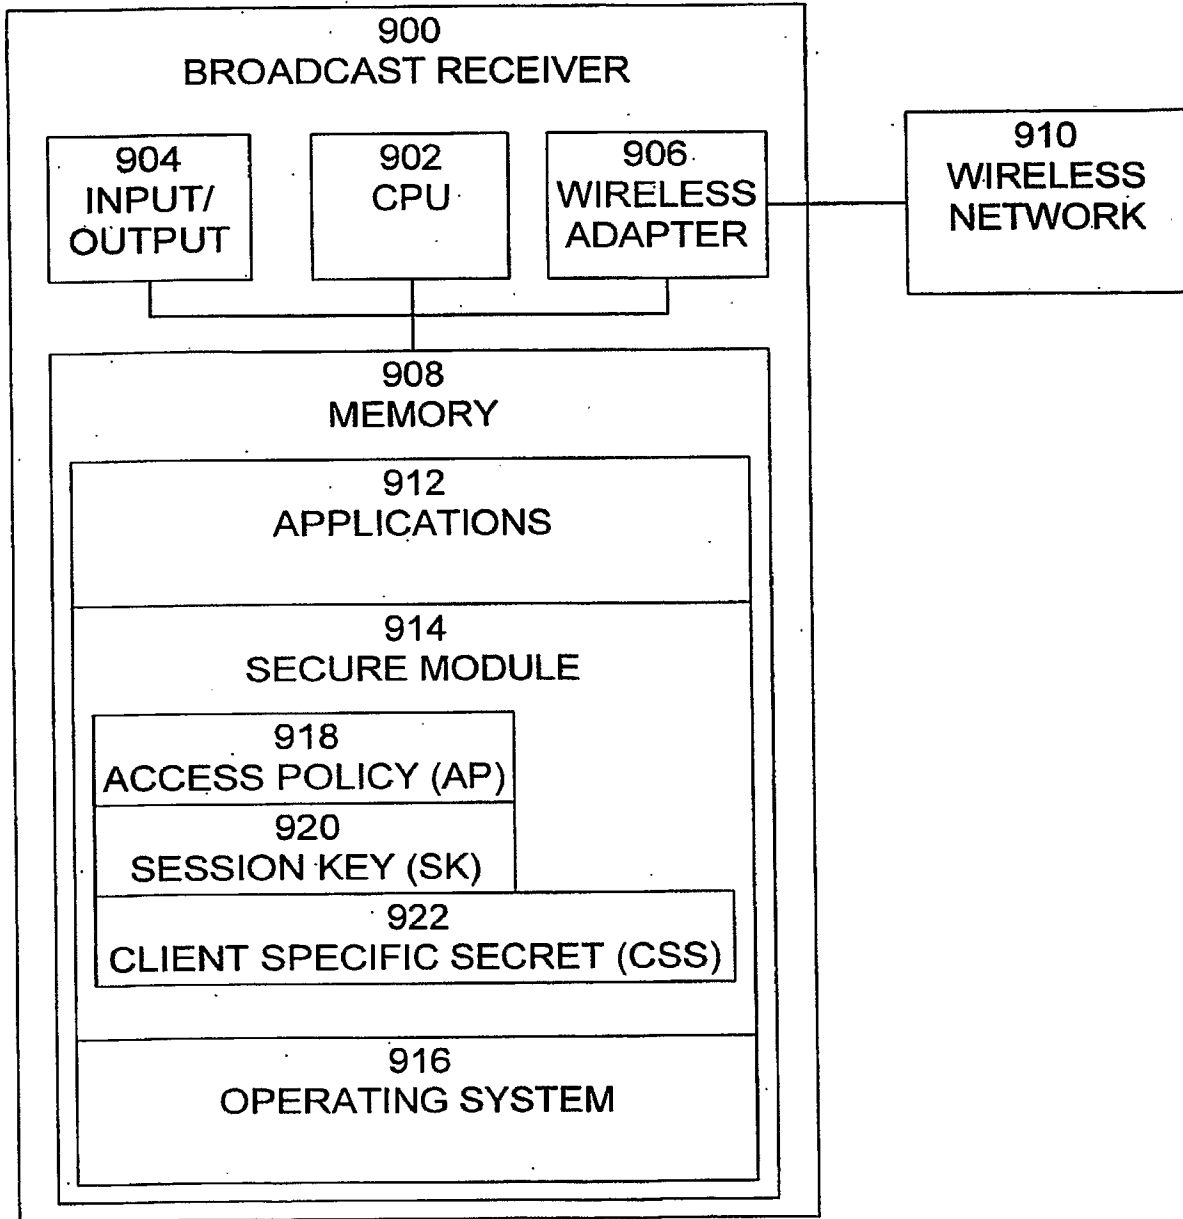 900
BROADCAST RECEIVER
904
INPUT/
OUTPUT
902
CPU
906
WIRELESS
ADAPTER
910
WIRELESS
NETWORK
908
MEMORY
912
APPLICATIONS
914
SECURE MODULE
918
ACCESS POLICY (AP)
920
SESSION KEY (SK)
922
CLIENT SPECIFIC SECRET (CSS)
916
OPERATING SYSTEM